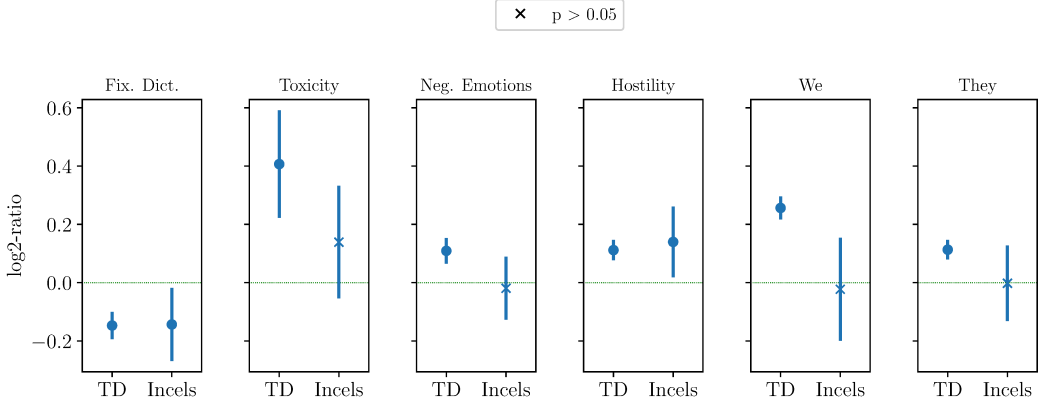 × p > 0.05
Fix. Dict. Toxicity Neg. Emotions Hostility We They
0.6
0.4
0.2
0.0
−0.2
log2-ratio
TD Incels TD Incels TD Incels TD Incels TD Incels TD Incels